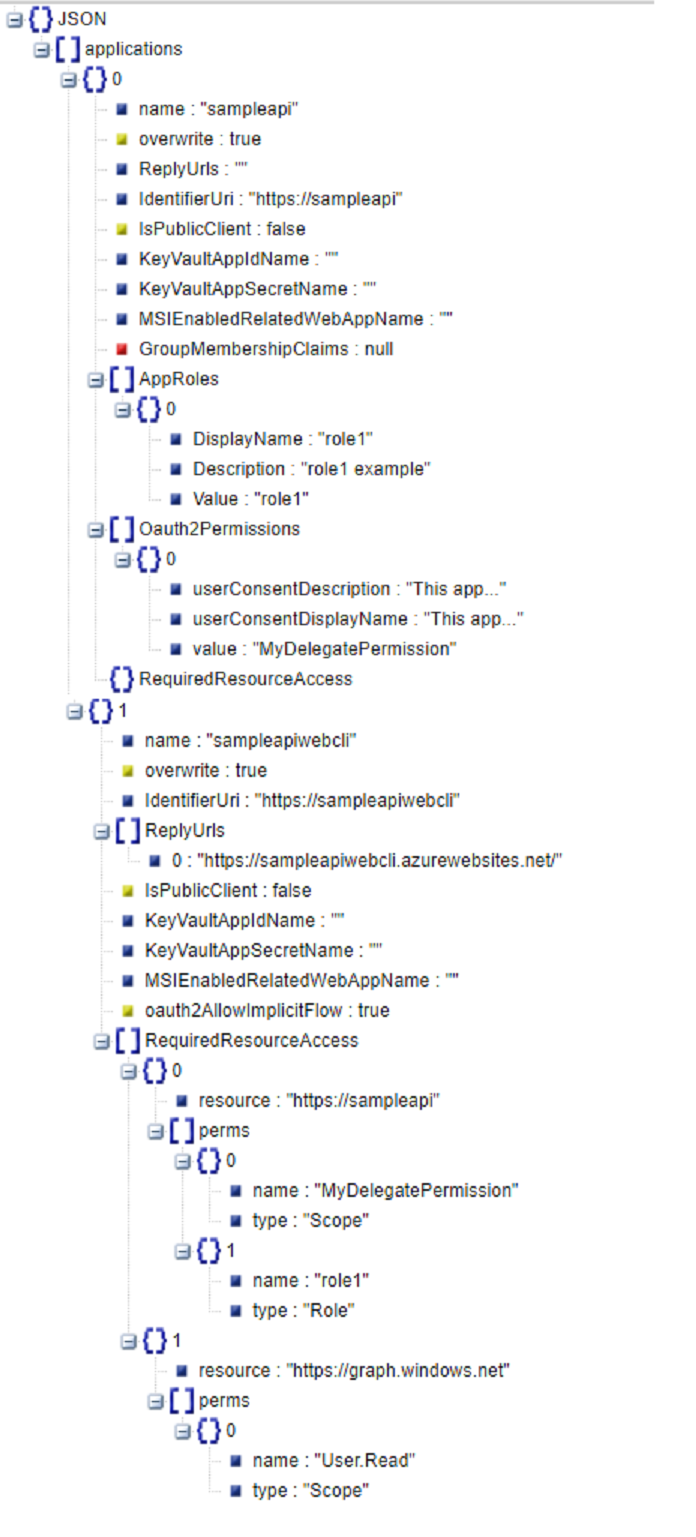 JSON
applications
0
name : "sampleapi"
overwrite : true
ReplyUrls : ""
IdentifierUri : "https://sampleapi"
IsPublicClient : false
KeyVaultAppIdName : ""
KeyVaultAppSecretName : ""
MSIEnabledRelatedWebAppName : ""
GroupMembershipClaims : null
AppRoles
0
DisplayName : "role1"
Description : "role1 example"
Value : "role1"
Oauth2Permissions
0
userConsentDescription : "This app..."
userConsentDisplayName : "This app..."
value : "MyDelegatePermission"
RequiredResourceAccess
1
name : "sampleapiwebcli"
overwrite : true
IdentifierUri : "https://sampleapiwebcli"
ReplyUrls
0 : "https://sampleapiwebcli.azurewebsites.net/"
IsPublicClient : false
KeyVaultAppIdName : ""
KeyVaultAppSecretName : ""
MSIEnabledRelatedWebAppName : ""
oauth2AllowImplicitFlow : true
RequiredResourceAccess
0
resource : "https://sampleapi"
perms
0
name : "MyDelegatePermission"
type : "Scope"
1
name : "role1"
type : "Role"
1
resource : "https://graph.windows.net"
perms
0
name : "User.Read"
type : "Scope"